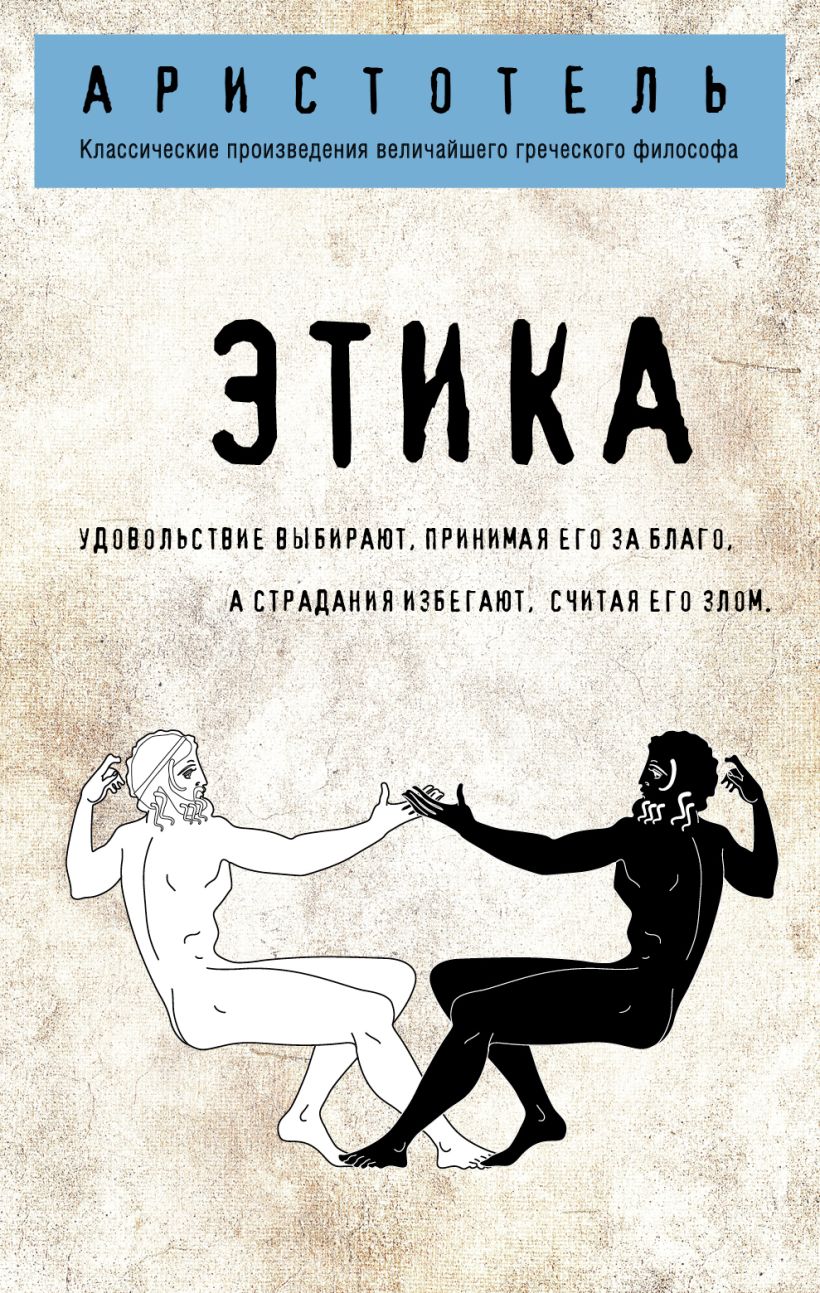 АРИСТОТЕЛЬ
Классические произведения величайшего греческого философа
ЭТИКА
УДОВОЛЬСТВИЕ ВЫБИРАЮТ, ПРИНИМАЯ ЕГО ЗА БЛАГО,
А СТРАДАНИЯ ИЗБЕГАЮТ, СЧИТАЯ ЕГО ЗЛОМ.